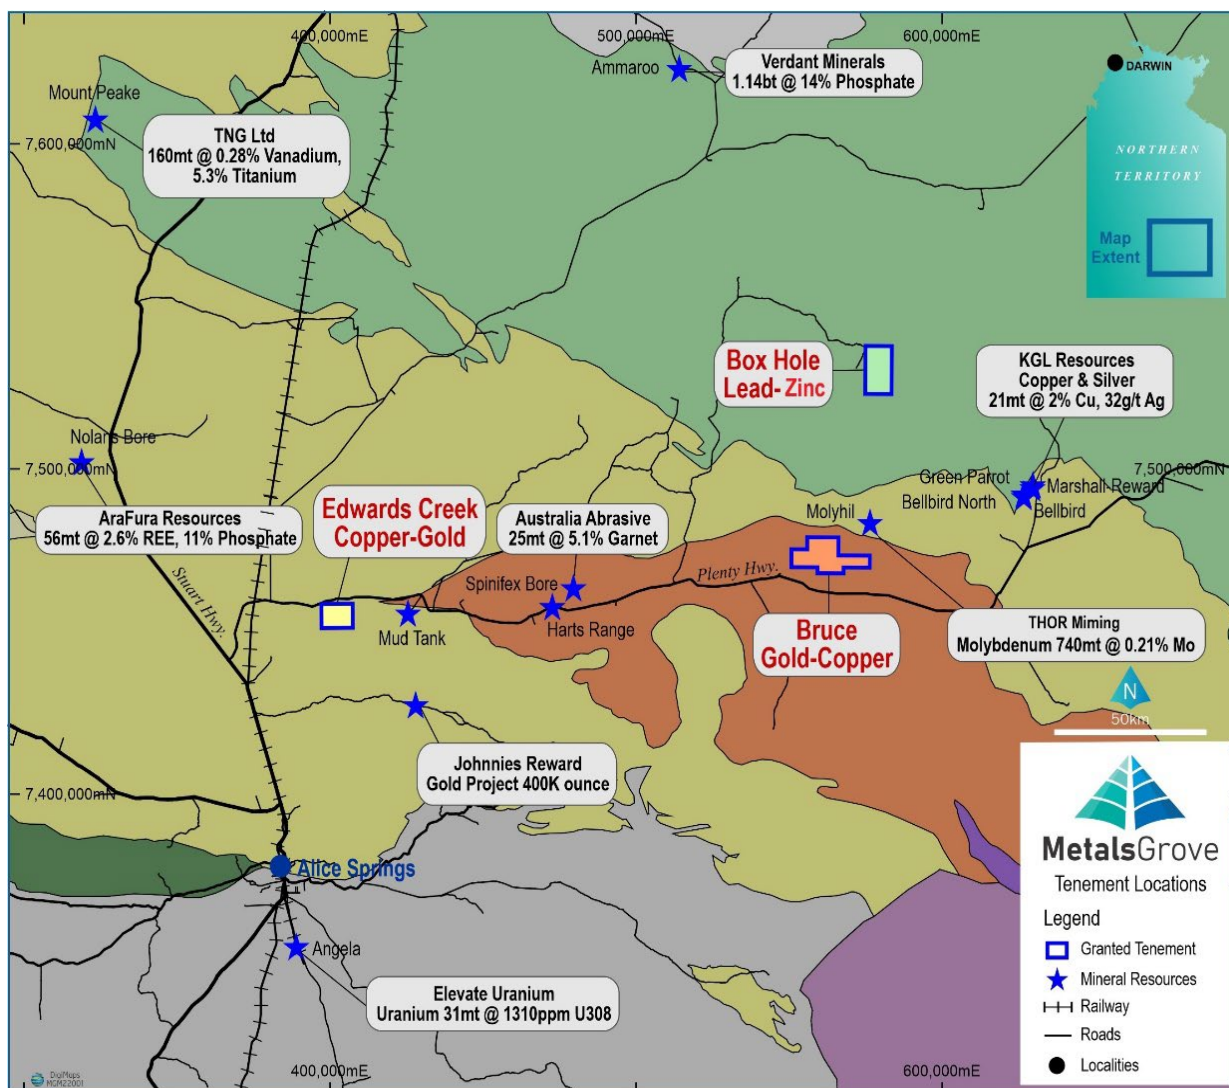 400,000mE
500,000mE
600,000mE
Mount Peake
TNG Ltd
160mt @ 0.28% Vanadium,
5.3% Titanium
7,600,000mN
Ammaroo
Verdant Minerals
1.14bt @ 14% Phosphate
DARWIN
NORTHERN
TERRITORY
Map
Extent
Box Hole
Lead- Zinc
KGL Resources
Copper & Silver
21mt @ 2% Cu, 32g/t Ag
Nolans Bore
7,500,000mN
AraFura Resources
56mt @ 2.6% REE, 11% Phosphate
Edwards Creek
Copper-Gold
Australia Abrasive
25mt @ 5.1% Garnet
Molyhil
Green Parrot
Bellbird North
Marshall-Reward
Bellbird
7,500,000mN
Stuart Hwy.
Spinifex Bore
Plenty Hwy.
Mud Tank
Harts Range
Bruce
Gold-Copper
THOR Miming
Molybdenum 740mt @ 0.21% Mo
N
50km
Johnnies Reward
Gold Project 400K ounce
7,400,000mN
Alice Springs
Angela
Elevate Uranium
Uranium 31mt @ 1310ppm U308
MetalsGrove
Tenement Locations
Legend
Granted Tenement
Mineral Resources
Railway
Roads
Localities
DigiMaps
MGM22001
400,000mE
600,000mE